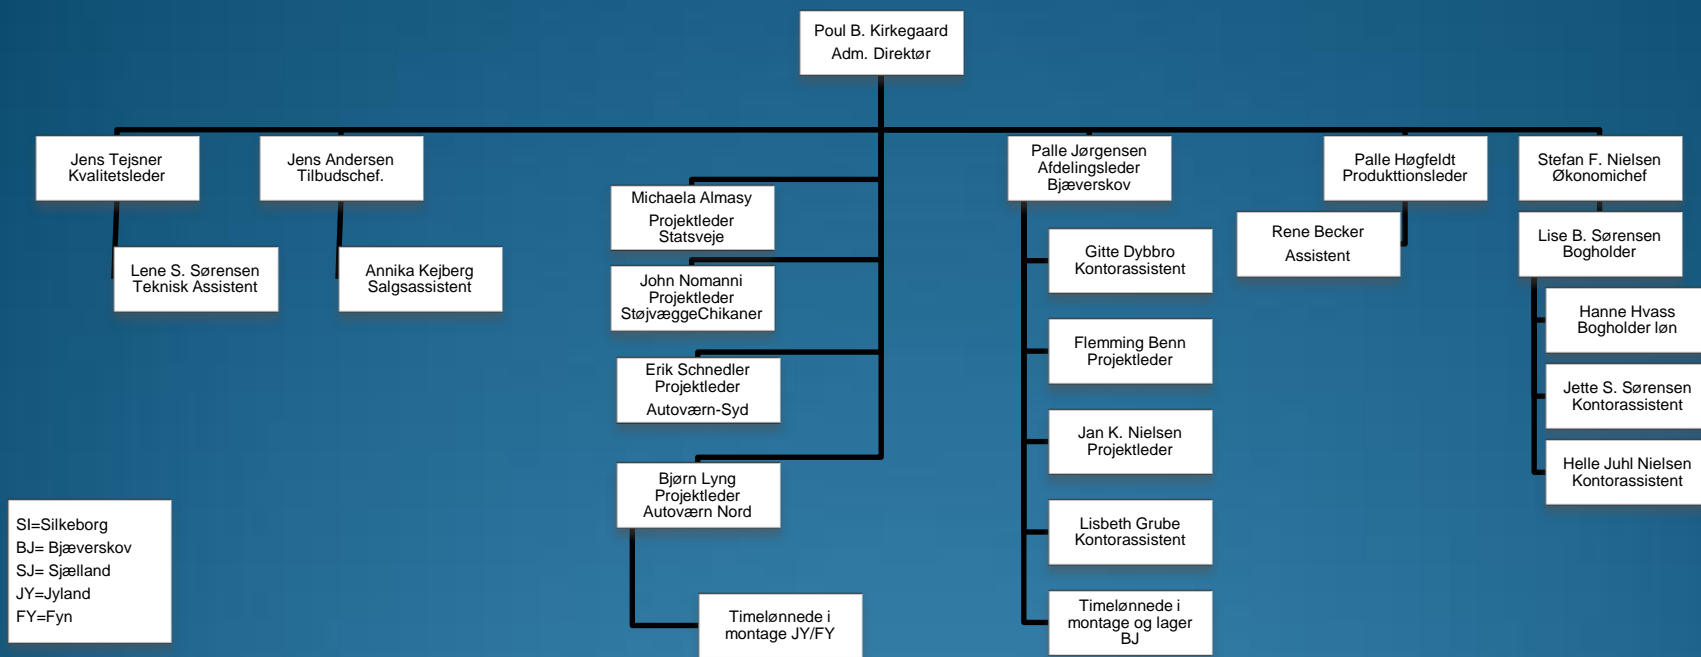 Poul B. Kirkegaard
Adm. Direktør
Jens Tejsner
Kvalitetsleder
Lene S. Sørensen
Teknisk Assistent
Jens Andersen
Tilbudschef.
Annika Kejberg
Salgsassistent
Michaela Almasy
Projektleder
Statsveje
John Nomanni
Projektleder
StøjvæggeChikaner
Erik Schnedler
Projektleder
Autoværn-Syd
Bjørn Lyng
Projektleder
Autoværn Nord
Timelønnede i
montage JY/FY
Palle Jørgensen
Afdelingsleder
Bjæverskov
Gitte Dybbro
Kontorassistent
Flemming Benn
Projektleder
Jan K. Nielsen
Projektleder
Lisbeth Grube
Kontorassistent
Timelønnede i
montage og lager
BJ
Palle Høgfeldt
Produkttionsleder
Rene Becker
Assistent
Stefan F. Nielsen
Økonomichef
Lise B. Sørensen
Bogholder
Hanne Hvass
Bogholder løn
Jette S. Sørensen
Kontorassistent
Helle Juhl Nielsen
Kontorassistent
SI=Silkeborg
BJ= Bjæverskov
SJ= Sjælland
JY=Jyland
FY=Fyn